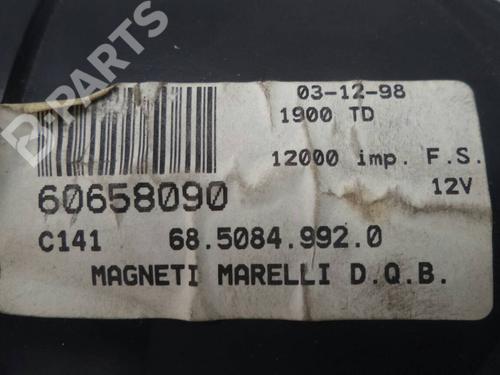 B-PARTS
03-12-98
1900 TD
12000 imp. F.S.
12V
60658090
C141 68.5084.992.0
MAGNETI MARELLI D.Q.B.